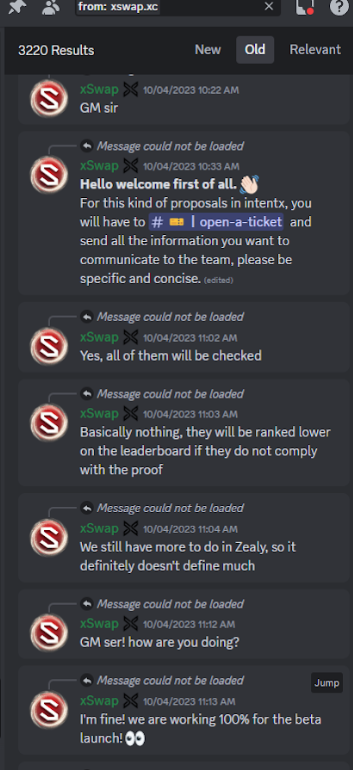 from: xswap.xc
3220 Results
New
Old
Relevant
xSwap 10/04/2023 10:22 AM
GM sir
Message could not be loaded
xSwap 10/04/2023 10:33 AM
Hello welcome first of all. 👋🏻
For this kind of proposals in intentx, you
will have to # 🎫 | open-a-ticket and
send all the information you want to
communicate to the team, please be
specific and concise. (edited)
Message could not be loaded
xSwap 10/04/2023 11:02 AM
Yes, all of them will be checked
Message could not be loaded
xSwap 10/04/2023 11:03 AM
Basically nothing, they will be ranked lower
on the leaderboard if they do not comply
with the proof
Message could not be loaded
xSwap 10/04/2023 11:04 AM
We still have more to do in Zealy, so it
definitely doesn't define much
Message could not be loaded
xSwap 10/04/2023 11:12 AM
GM ser! how are you doing?
Message could not be loaded
Jump
xSwap 10/04/2023 11:13 AM
I'm fine! we are working 100% for the beta
launch! 👀